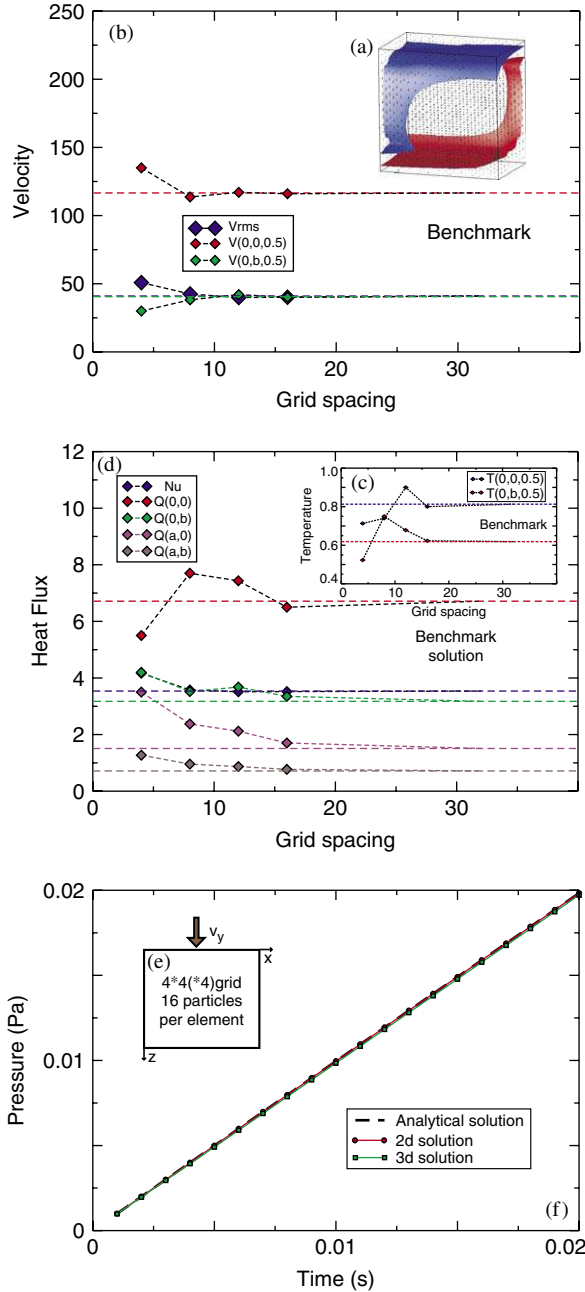 (b)
(a)
250
200
150
100
50
0
Velocity
Vrms
V(0,0,0.5)
V(0,b,0.5)
Benchmark
0
10
20
30
Grid spacing
(d)
12
10
8
6
4
2
0
Heat Flux
Nu
Q(0,0)
Q(0,b)
Q(a,0)
Q(a,b)
(c)
1.0
0.8
0.6
0.4
Temperature
T(0,0,0.5)
T(0,b,0.5)
Benchmark
0
10
20
30
Grid spacing
Benchmark
solution
0
10
20
30
Grid spacing
0.02
0.01
0
Pressure (Pa)
vy
(e)
x
4*4(*4)grid
16 particles
per element
z
Analytical solution
2d solution
3d solution
(f)
0
0.01
0.02
Time (s)